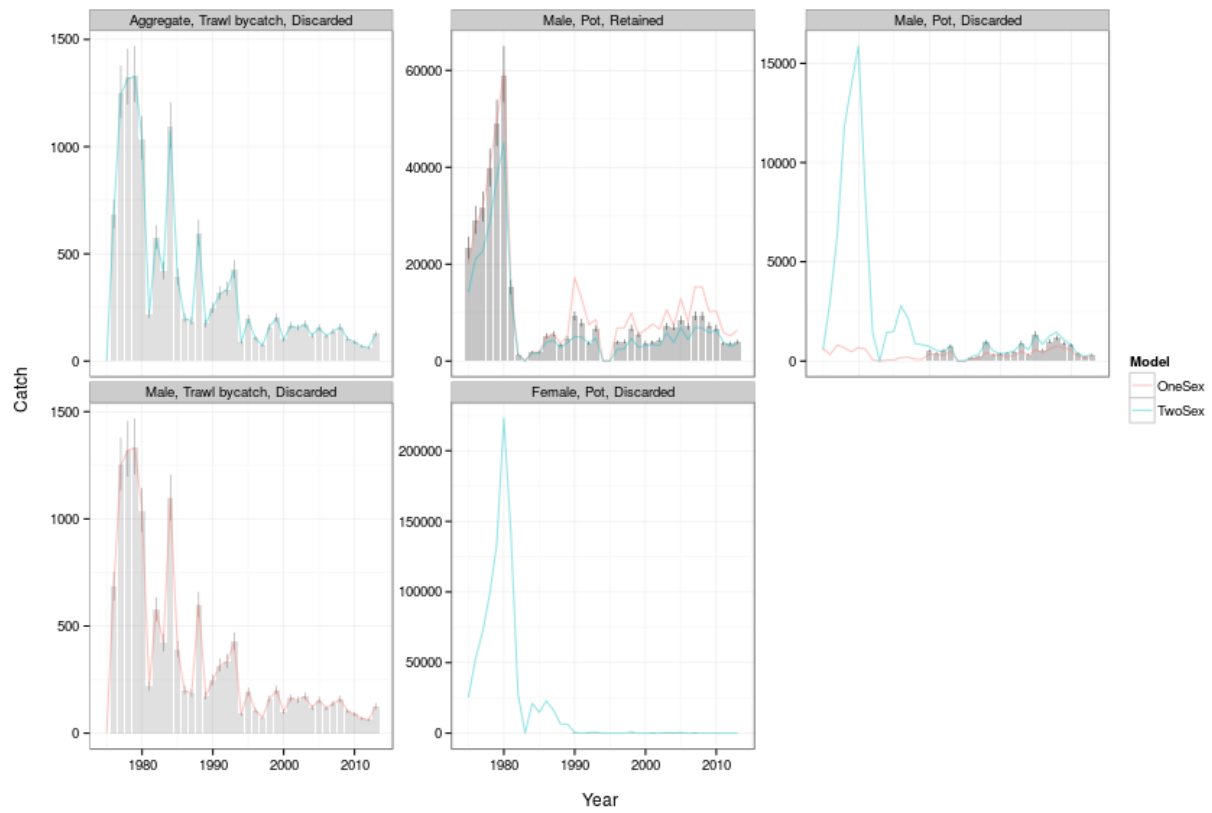 Aggregate, Trawl bycatch, Discarded
Male, Pot, Retained
Male, Pot, Discarded
1500
1000
500
0
60000
40000
20000
0
15000
10000
5000
0
Catch
Model
OneSex
TwoSex
Male, Trawl bycatch, Discarded
Female, Pot, Discarded
1500
1000
500
0
200000
150000
100000
50000
0
1980 1990 2000 2010
1980 1990 2000 2010
Year